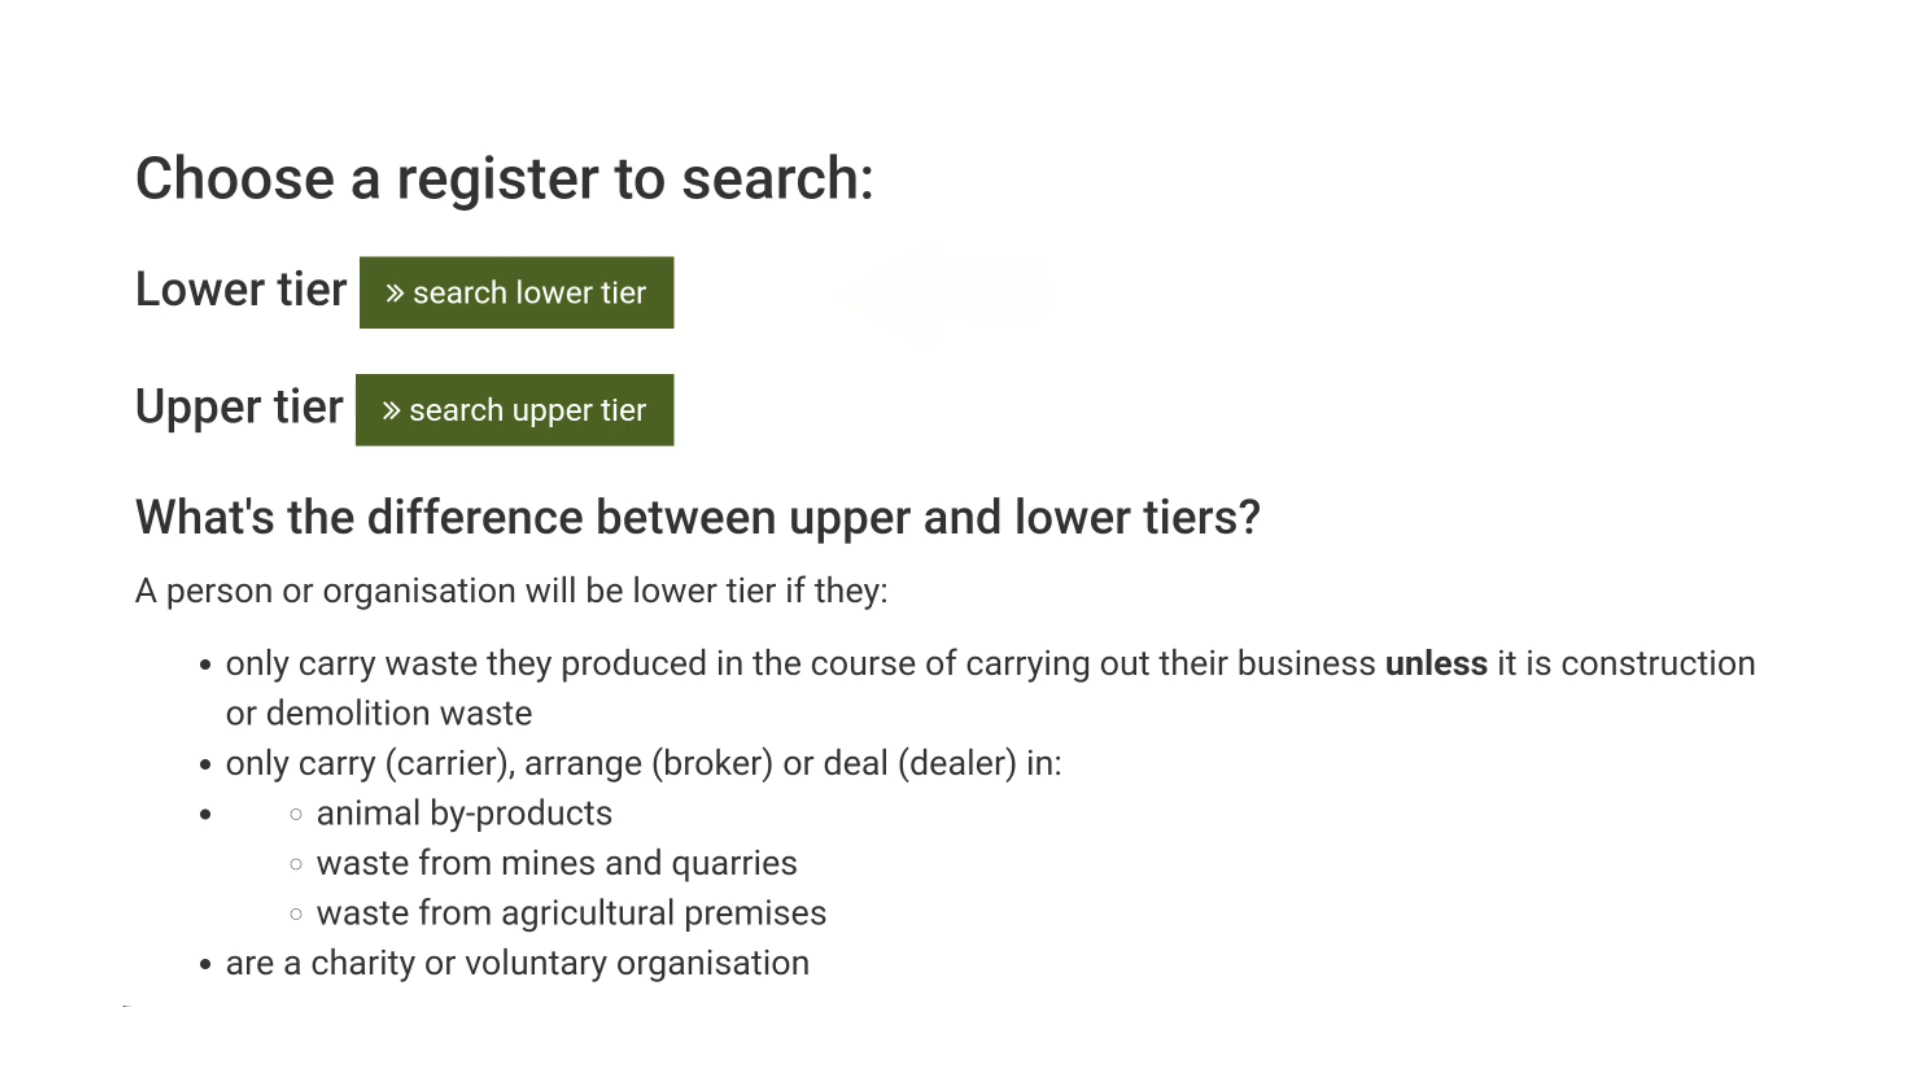 Choose a register to search:
Lower tier » search lower tier
Upper tier » search upper tier
What's the difference between upper and lower tiers?
A person or organisation will be lower tier if they:
• only carry waste they produced in the course of carrying out their business unless it is construction
or demolition waste
• only carry (carrier), arrange (broker) or deal (dealer) in:
• ○ animal by-products
○ waste from mines and quarries
○ waste from agricultural premises
• are a charity or voluntary organisation